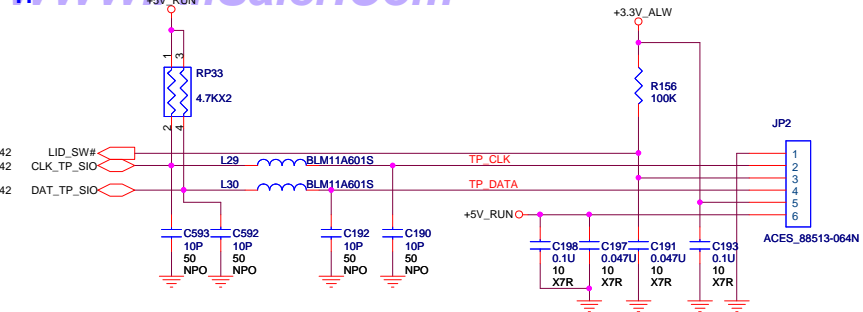 +5V_RUN
+3.3V_ALW
1 3
RP33
4.7KX2
2 4
R156
100K
JP2
42 LID_SW#
42 CLK_TP_SIO
L29 BLM11A601S
TP_CLK
42 DAT_TP_SIO
L30 BLM11A601S
TP_DATA
1
2
3
4
5
6
+5V_RUN
ACES_88513-064N
C593
10P
50
NPO
C592
10P
50
NPO
C192
10P
50
NPO
C190
10P
50
NPO
C198
0.1U
10
X7R
C197
0.047U
10
X7R
C191
0.047U
10
X7R
C193
0.1U
10
X7R